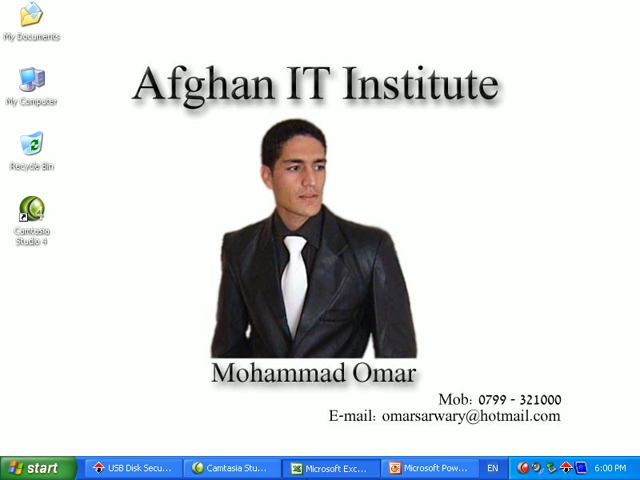 My Documents
Afghan IT Institute
My Computer
Recycle Bin
Camtasia
Studio 4
Mohammad Omar
Mob: 0799 - 321000
E-mail: omarsarwary@hotmail.com
start
USB Disk Secu...
Camtasia Stu...
Microsoft Exc...
Microsoft Pow...
EN
6:00 PM